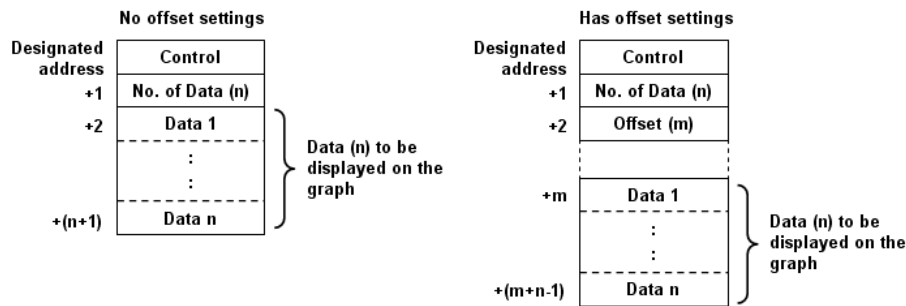 No offset settings
Designated address
Control
+1
No. of Data (n)
+2
Data 1
:
:
+(n+1)
Data n
Data (n) to be
displayed on the
graph
Has offset settings
Designated address
Control
+1
No. of Data (n)
+2
Offset (m)
+m
Data 1
:
:
+(m+n-1)
Data n
Data (n) to be
displayed on the
graph